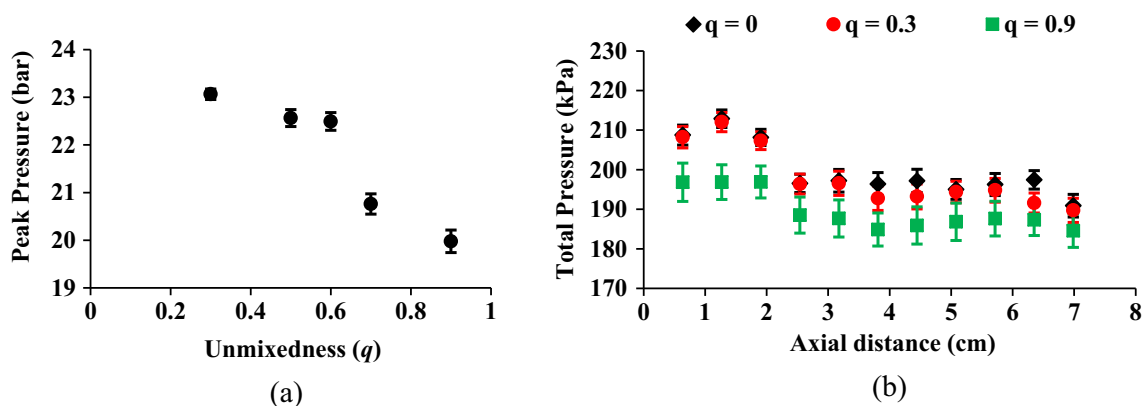 24
23
22
21
20
19
0 0.2 0.4 0.6 0.8 1
Peak Pressure (bar)
Unmixedness (q)
(a)
q = 0 q = 0.3 q = 0.9
230
220
210
200
190
180
170
0 1 2 3 4 5 6 7 8
Total Pressure (kPa)
Axial distance (cm)
(b)